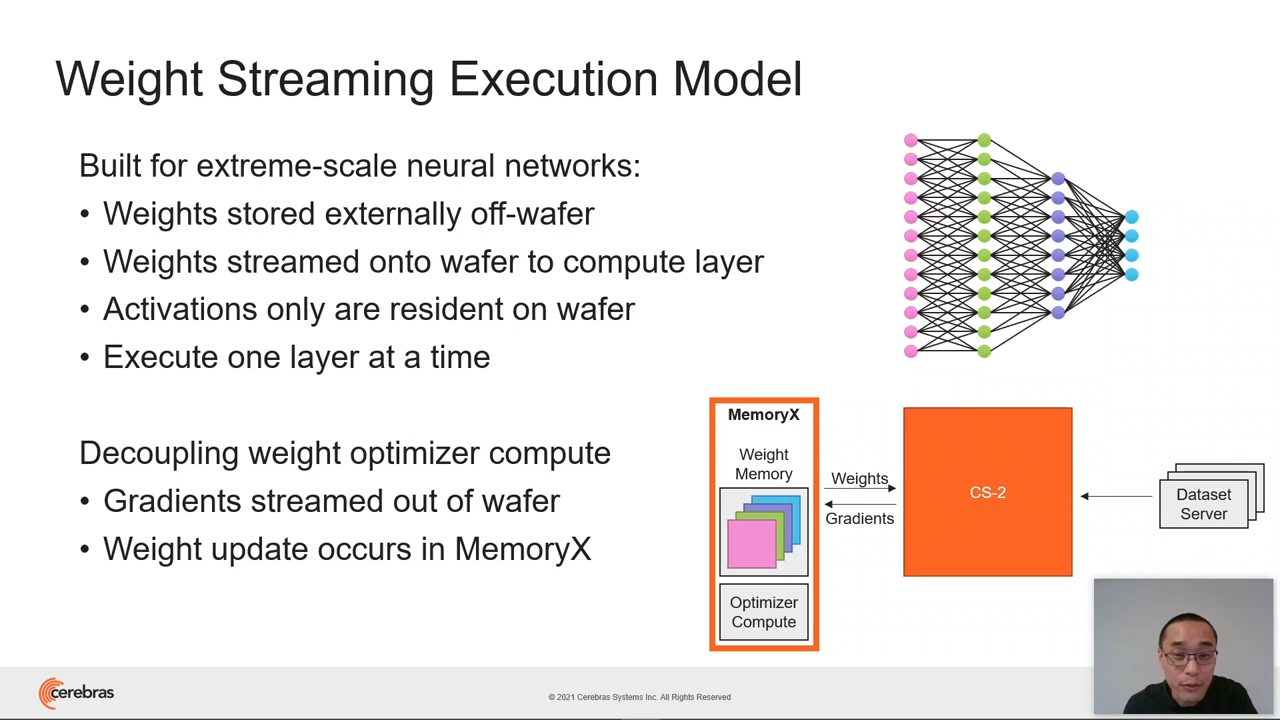 Weight Streaming Execution Model
Built for extreme-scale neural networks:
• Weights stored externally off-wafer
• Weights streamed onto wafer to compute layer
• Activations only are resident on wafer
• Execute one layer at a time
Decoupling weight optimizer compute
• Gradients streamed out of wafer
• Weight update occurs in MemoryX
MemoryX
Weight
Memory
Optimizer
Compute
Weights
Gradients
CS-2
Dataset
Server
cerebras
© 2021 Cerebras Systems Inc. All Rights Reserved